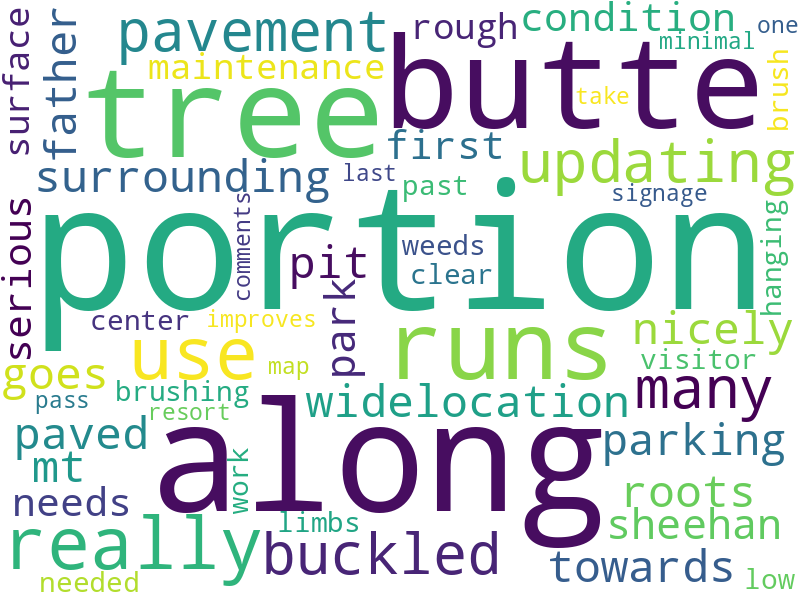 surface
father
pavement
rough
condition
one
minimal
maintenance
tree
butte
take
brush
first
updating
surrounding
last
past
signage
portion
comments
serious
pit
weeds
clear
hanging
park
center
improves
runs
nicely
use
goes
map
visitor
pass
brushing
resort
widelocation
many
along
paved
parking
mt
work
needs
limbs
roots
sheehan
really
buckled
towards
needed
low